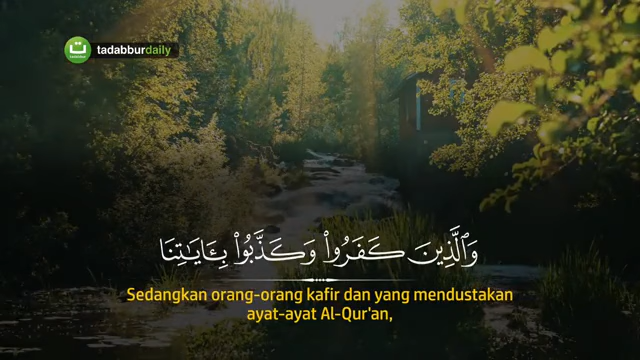 tadabburdaily
وَٱلَّذِينَ كَفَرُوا۟ وَكَذَّبُوا۟ بِـَٔايَـٰتِنَا
Sedangkan orang-orang kafir dan yang mendustakan
ayat-ayat Al-Qur'an,